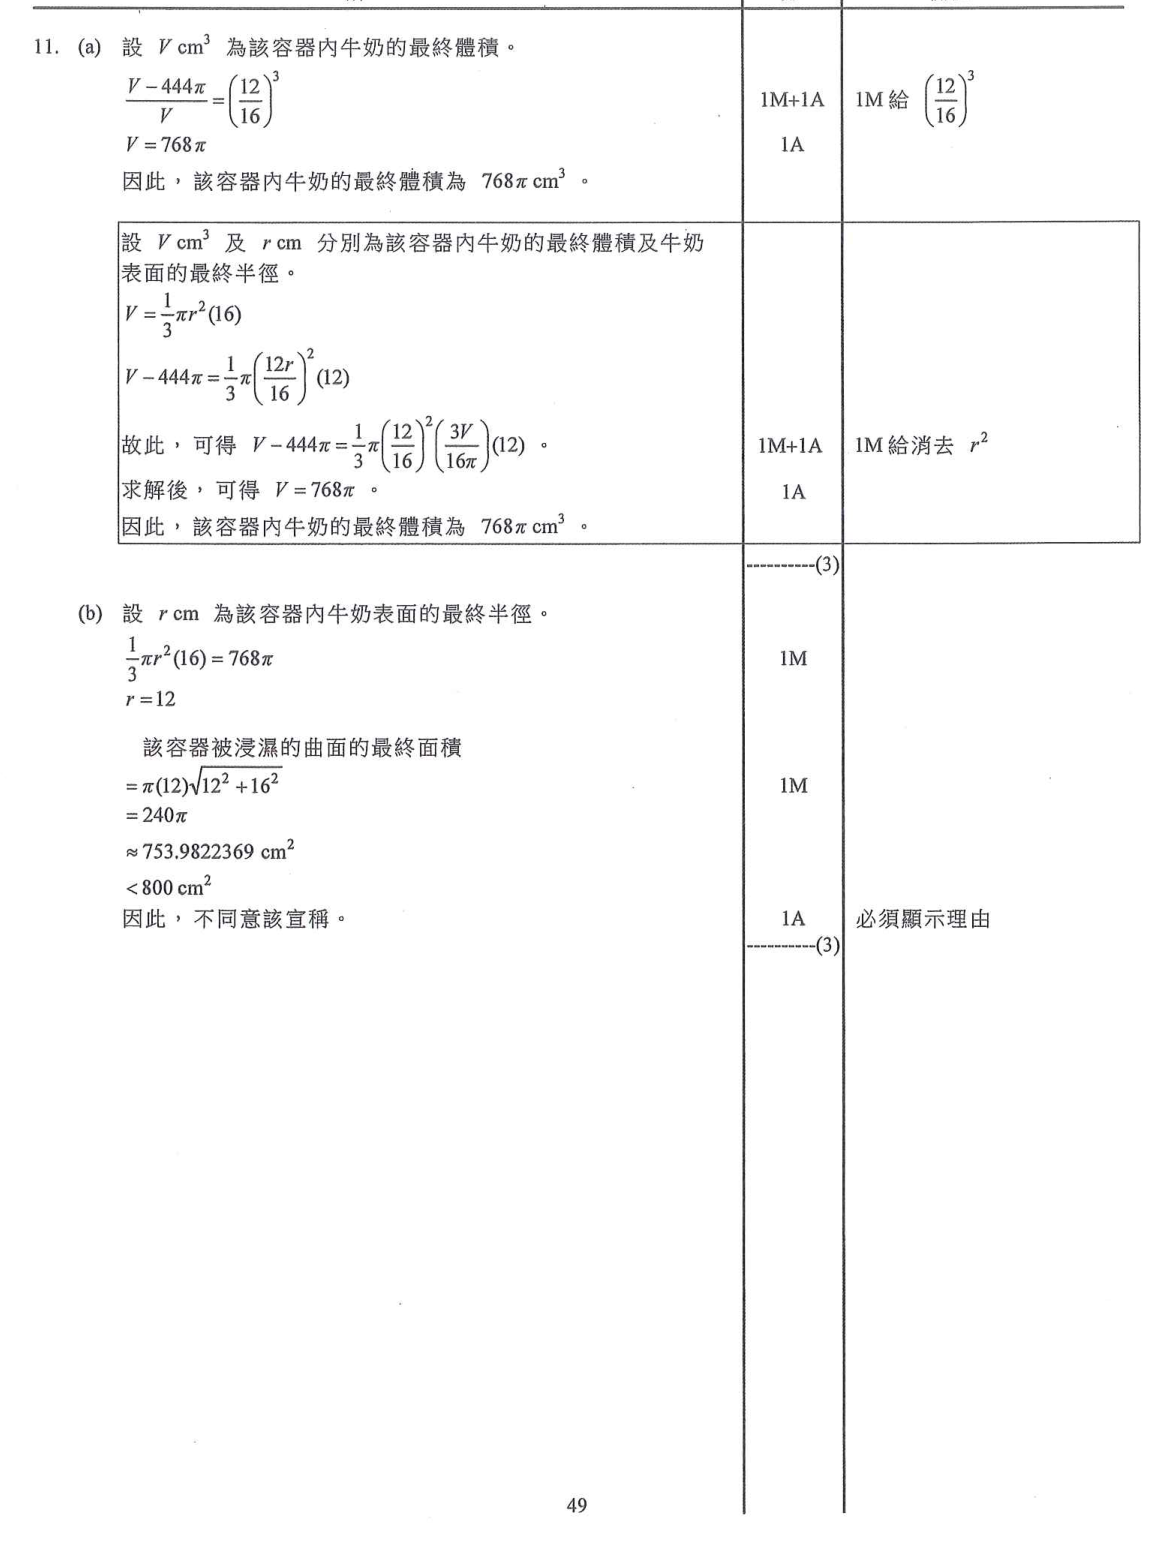 11. (a) 設 V cm³ 為該容器內牛奶的最終體積。
(V − 444π)/V = (12/16)³ 1M+1A 1M 給 (12/16)³
V = 768π 1A
因此，該容器內牛奶的最終體積為 768π cm³ 。
設 V cm³ 及 r cm 分別為該容器內牛奶的最終體積及牛奶
表面的最終半徑。
V = 1/3 πr²(16)
V − 444π = 1/3 π(12r/16)²(12)
故此，可得 V − 444π = 1/3 π(12/16)²(3V/16π)(12) 。 1M+1A 1M 給消去 r²
求解後，可得 V = 768π 。 1A
因此，該容器內牛奶的最終體積為 768π cm³ 。
----------(3)
(b) 設 r cm 為該容器內牛奶表面的最終半徑。
1/3 πr²(16) = 768π 1M
r = 12
該容器被浸濕的曲面的最終面積
= π(12)√(12² + 16²) 1M
= 240π
≈ 753.9822369 cm²
< 800 cm²
因此，不同意該宣稱。 1A 必須顯示理由
----------(3)
49